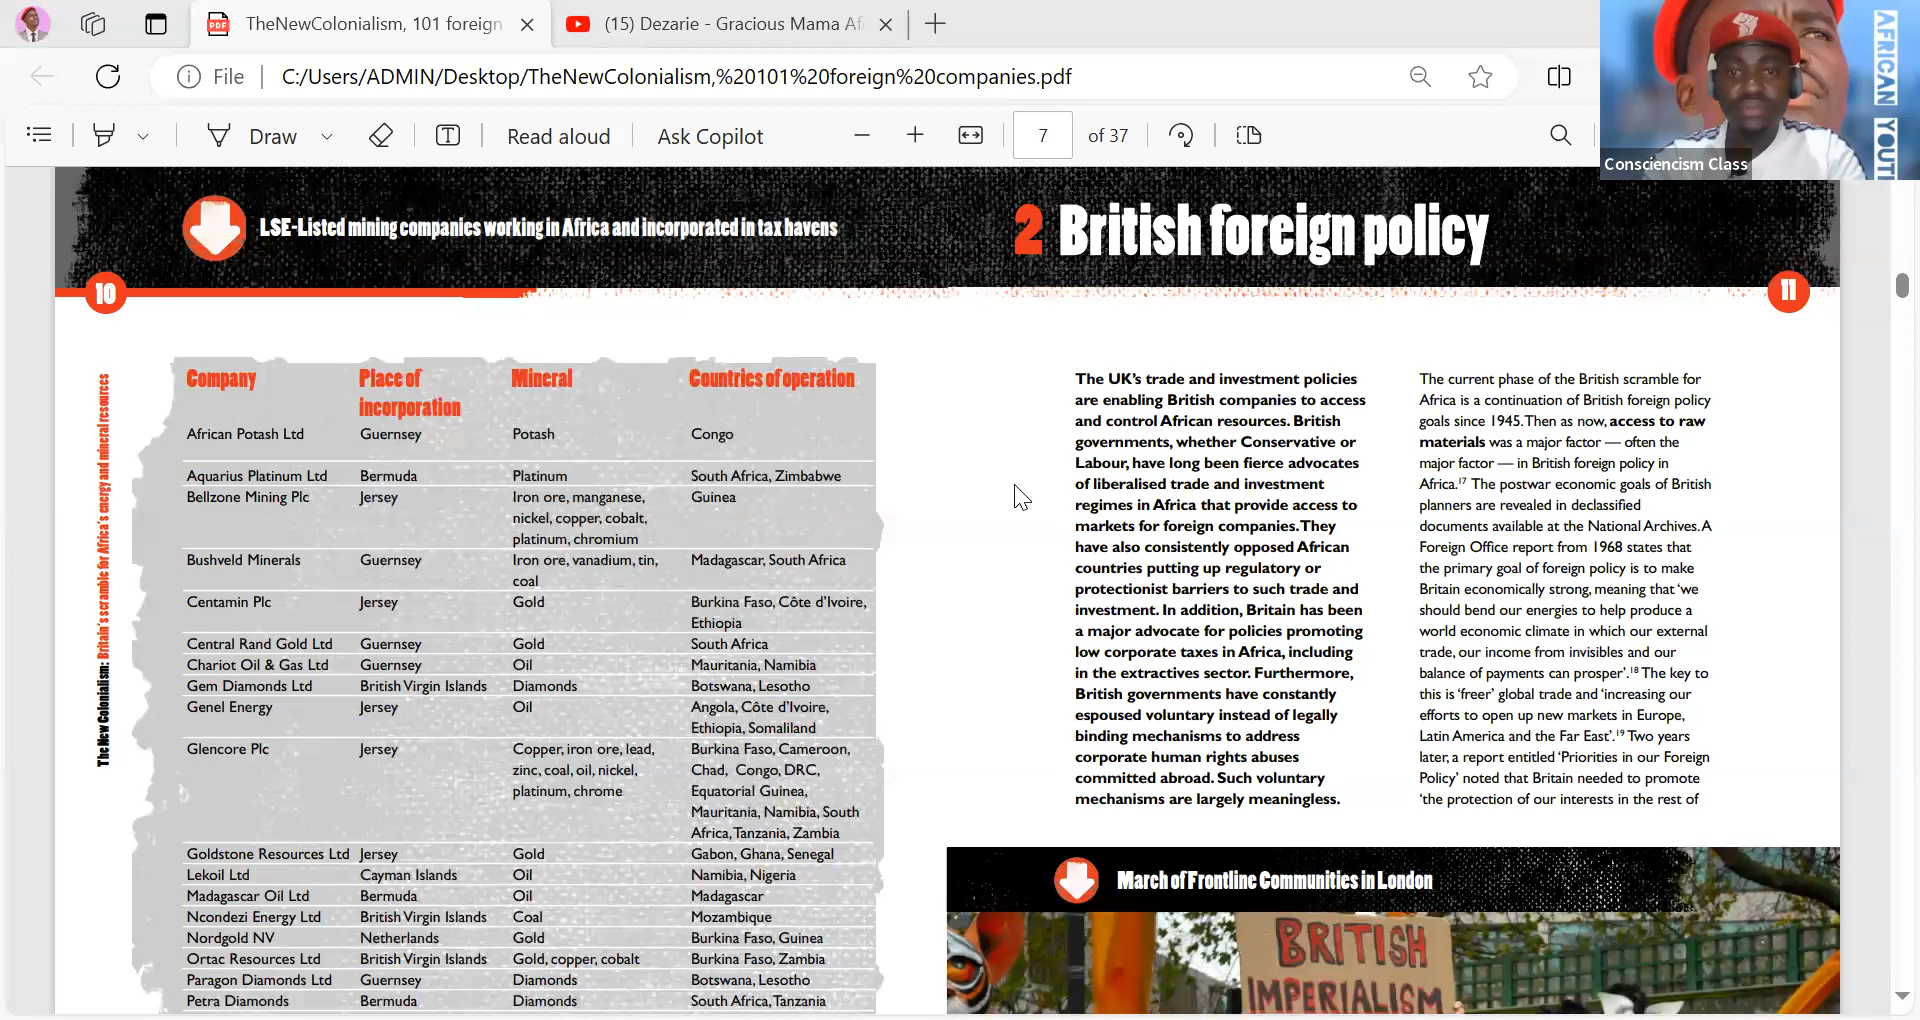 TheNewColonialism, 101 foreign
(15) Dezarie - Gracious Mama Af
File
C:/Users/ADMIN/Desktop/TheNewColonialism,%20101%20foreign%20companies.pdf
Draw
Read aloud
Ask Copilot
7
of 37
Consciencism Class
AFRICAN YOUTH
LSE-Listed mining companies working in Africa and incorporated in tax havens
10
The New Colonialism: Britain's scramble for Africa's energy and mineral resources
Company Place of incorporation Mineral Countries of operation
African Potash Ltd Guernsey Potash Congo
Aquarius Platinum Ltd Bermuda Platinum South Africa, Zimbabwe
Bellzone Mining Plc Jersey Iron ore, manganese, nickel, copper, cobalt, platinum, chromium Guinea
Bushveld Minerals Guernsey Iron ore, vanadium, tin, coal Madagascar, South Africa
Centamin Plc Jersey Gold Burkina Faso, Côte d'Ivoire, Ethiopia
Central Rand Gold Ltd Guernsey Gold South Africa
Chariot Oil & Gas Ltd Guernsey Oil Mauritania, Namibia
Gem Diamonds Ltd British Virgin Islands Diamonds Botswana, Lesotho
Genel Energy Jersey Oil Angola, Côte d'Ivoire, Ethiopia, Somaliland
Glencore Plc Jersey Copper, iron ore, lead, zinc, coal, oil, nickel, platinum, chrome Burkina Faso, Cameroon, Chad, Congo, DRC, Equatorial Guinea, Mauritania, Namibia, South Africa, Tanzania, Zambia
Goldstone Resources Ltd Jersey Gold Gabon, Ghana, Senegal
Lekoil Ltd Cayman Islands Oil Namibia, Nigeria
Madagascar Oil Ltd Bermuda Oil Madagascar
Ncondezi Energy Ltd British Virgin Islands Coal Mozambique
Nordgold NV Netherlands Gold Burkina Faso, Guinea
Ortac Resources Ltd British Virgin Islands Gold, copper, cobalt Burkina Faso, Zambia
Paragon Diamonds Ltd Guernsey Diamonds Botswana, Lesotho
Petra Diamonds Bermuda Diamonds South Africa, Tanzania
2 British foreign policy
11
The UK's trade and investment policies
are enabling British companies to access
and control African resources. British
governments, whether Conservative or
Labour, have long been fierce advocates
of liberalised trade and investment
regimes in Africa that provide access to
markets for foreign companies. They
have also consistently opposed African
countries putting up regulatory or
protectionist barriers to such trade and
investment. In addition, Britain has been
a major advocate for policies promoting
low corporate taxes in Africa, including
in the extractives sector. Furthermore,
British governments have constantly
espoused voluntary instead of legally
binding mechanisms to address
corporate human rights abuses
committed abroad. Such voluntary
mechanisms are largely meaningless.
The current phase of the British scramble for
Africa is a continuation of British foreign policy
goals since 1945. Then as now, access to raw
materials was a major factor — often the
major factor — in British foreign policy in
Africa.17 The postwar economic goals of British
planners are revealed in declassified
documents available at the National Archives. A
Foreign Office report from 1968 states that
the primary goal of foreign policy is to make
Britain economically strong, meaning that 'we
should bend our energies to help produce a
world economic climate in which our external
trade, our income from invisibles and our
balance of payments can prosper'.18 The key to
this is 'freer' global trade and 'increasing our
efforts to open up new markets in Europe,
Latin America and the Far East'.19 Two years
later, a report entitled 'Priorities in our Foreign
Policy' noted that Britain needed to promote
'the protection of our interests in the rest of
March of Frontline Communities in London
BRITISH
IMPERIALISM